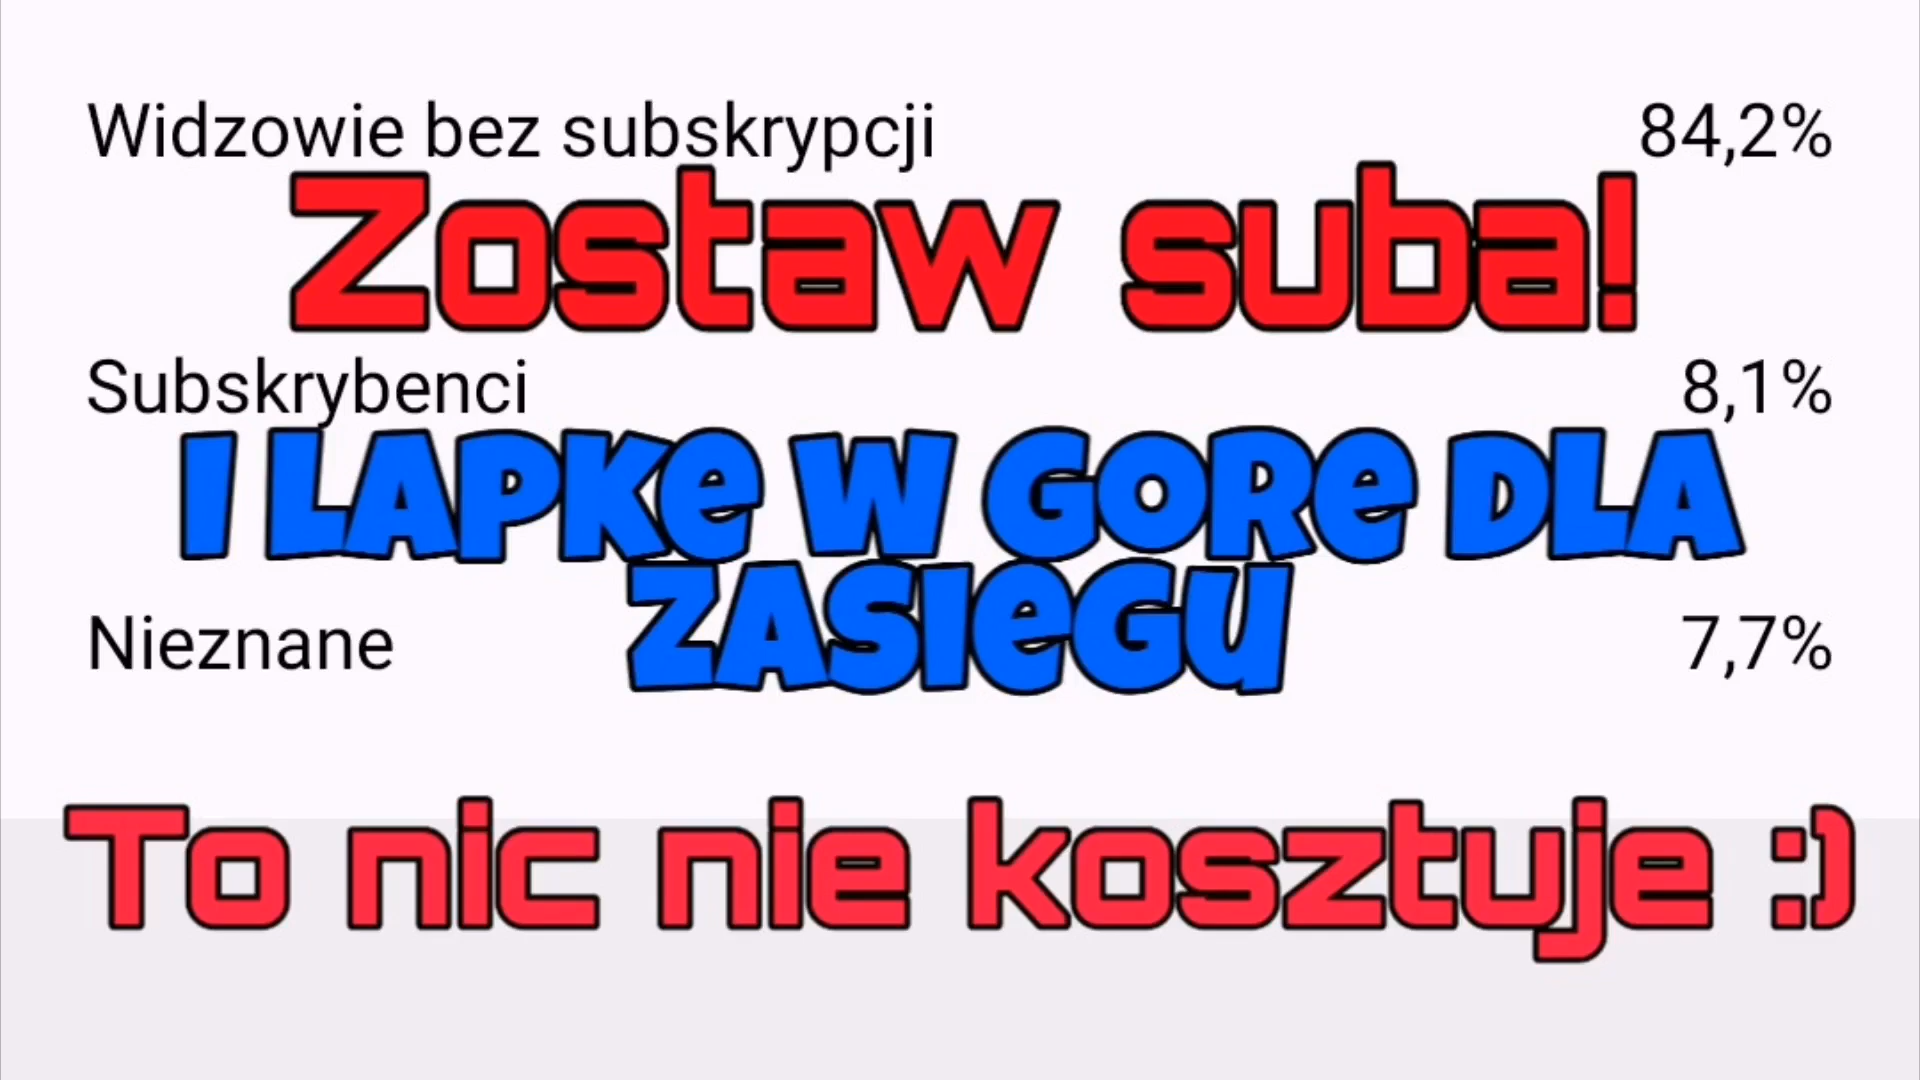 Widzowie bez subskrypcji 84,2%
Zostaw suba!
Subskrybenci 8,1%
I LAPKe W GORe DLA
ZASIeGU
Nieznane 7,7%
To nic nie kosztuje :)